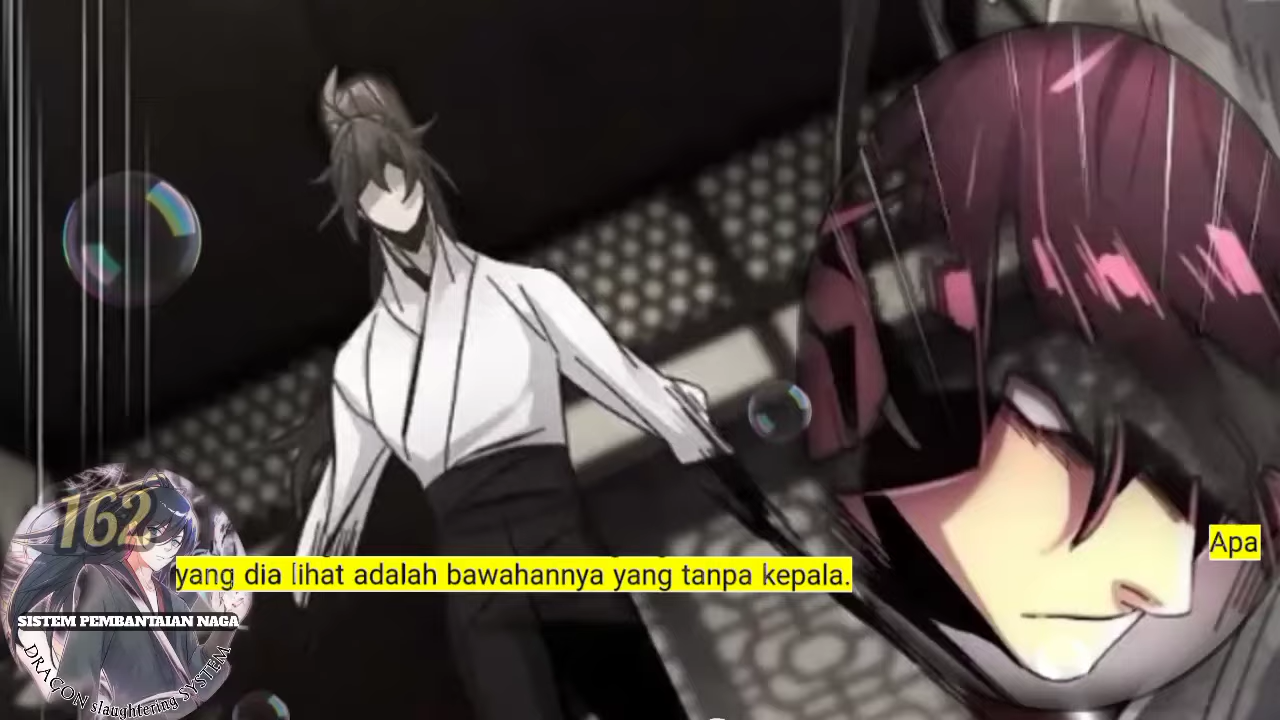 Apa
yang dia lihat adalah bawahannya yang tanpa kepala.
162
SISTEM PEMBANTAIAN NAGA
DRAGON slaughtering SYSTEM